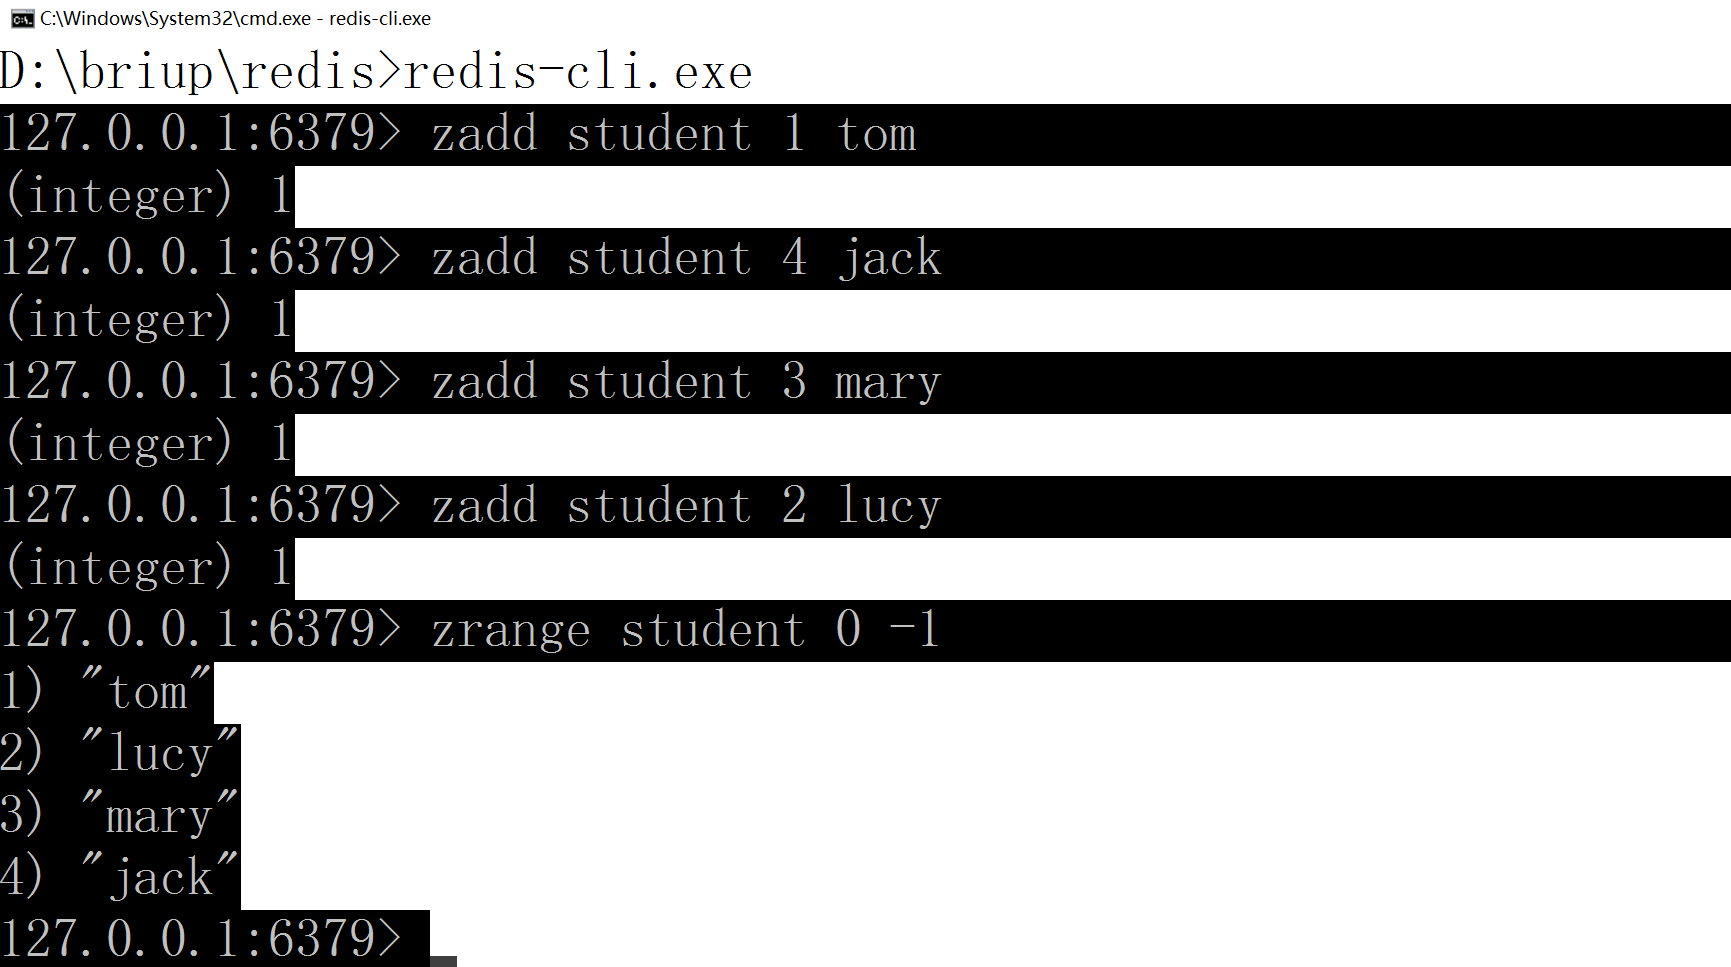 C:\Windows\System32\cmd.exe - redis-cli.exe
D:\briup\redis>redis-cli.exe
127.0.0.1:6379> zadd student 1 tom
(integer) 1
127.0.0.1:6379> zadd student 4 jack
(integer) 1
127.0.0.1:6379> zadd student 3 mary
(integer) 1
127.0.0.1:6379> zadd student 2 lucy
(integer) 1
127.0.0.1:6379> zrange student 0 -1
1) "tom"
2) "lucy"
3) "mary"
4) "jack"
127.0.0.1:6379>